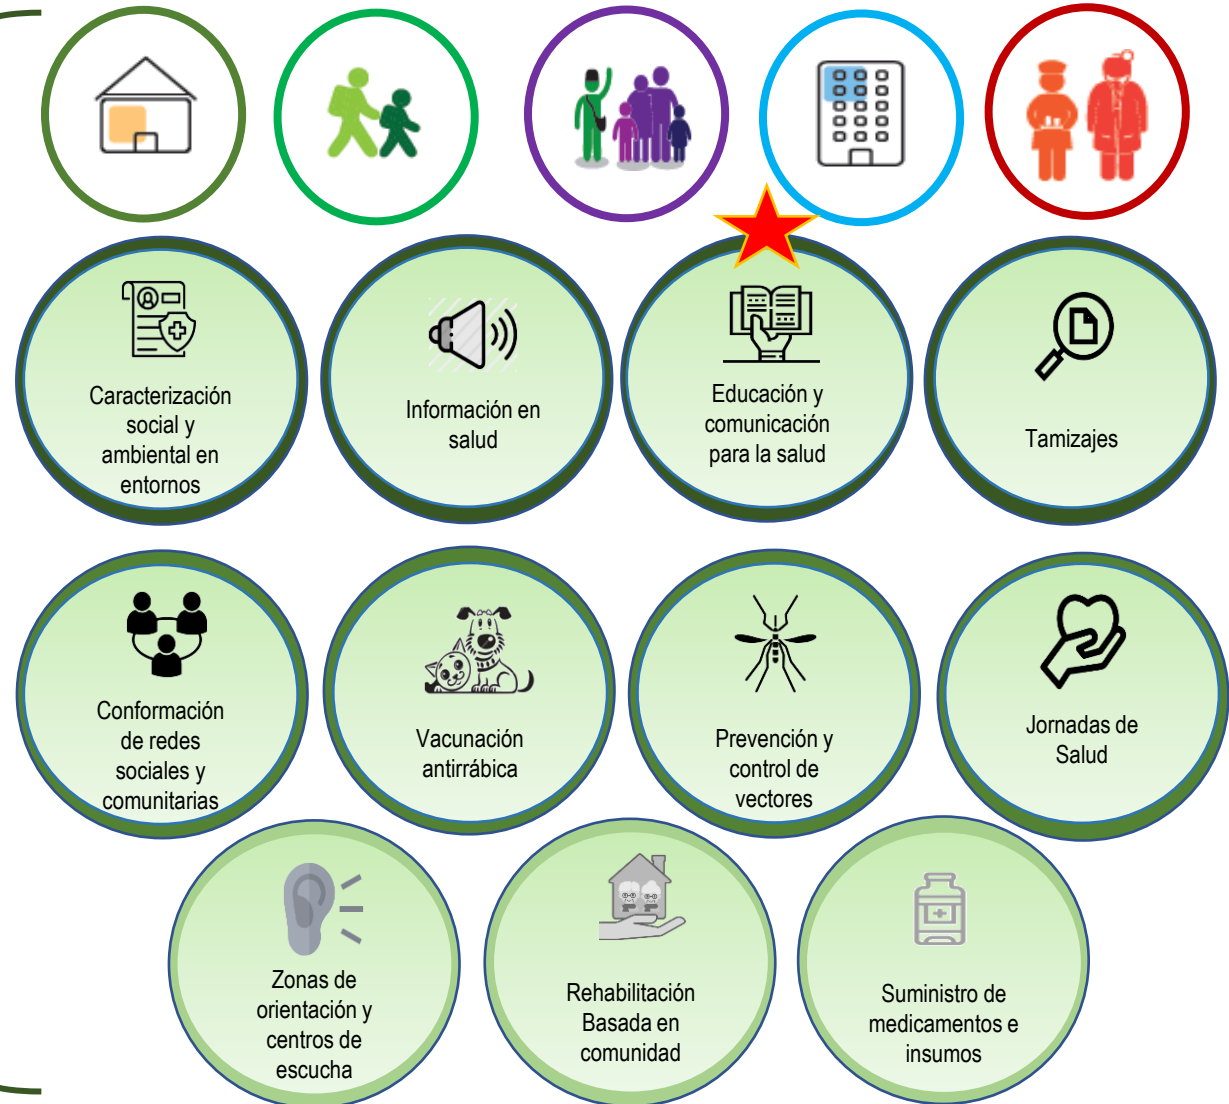 Caracterización
social y
ambiental en
entornos
Información en
salud
Educación y
comunicación
para la salud
Tamizajes
Conformación
de redes
sociales y
comunitarias
Vacunación
antirrábica
Prevención y
control de
vectores
Jornadas de
Salud
Zonas de
orientación y
centros de
escucha
Rehabilitación
Basada en
comunidad
Suministro de
medicamentos e
insumos